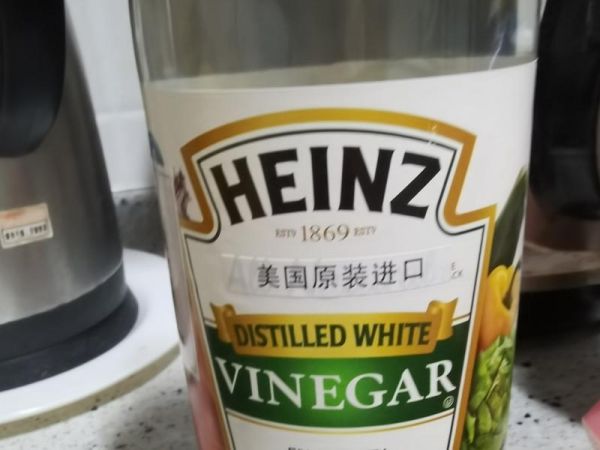 HEINZ
ESTD 1869 ESTD
美国原装进口
DISTILLED WHITE
VINEGAR